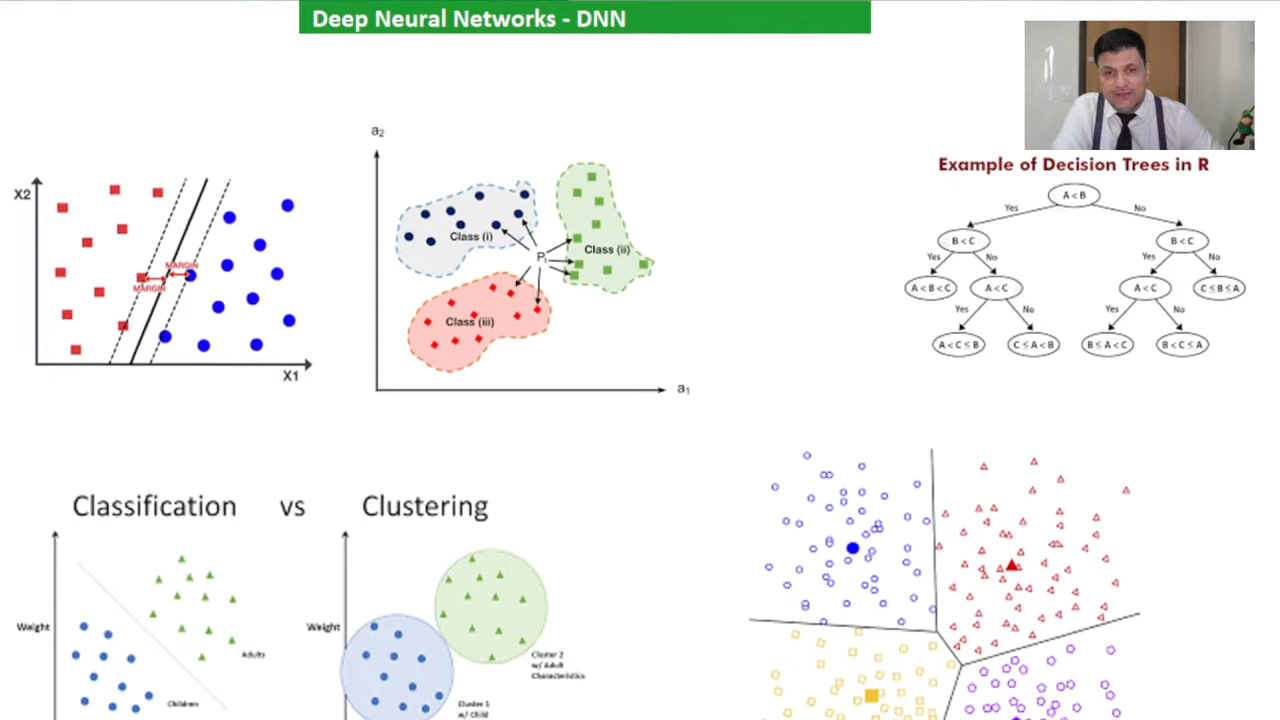 Deep Neural Networks - DNN
X2
MARGIN
MARGIN
X1
a2
Class (i)
Class (ii)
Class (iii)
a1
Example of Decision Trees in R
A < B
Yes
No
B < C
B < C
Yes
No
Yes
No
A < B < C
A < C
A < C
C ≤ B ≤ A
Yes
No
Yes
No
A < C ≤ B
C ≤ A < B
B ≤ A < C
B < C ≤ A
Classification vs Clustering
Weight
Adults
Children
Weight
Cluster 2
w/ Adult
Characteristics
Cluster 1
w/ Child